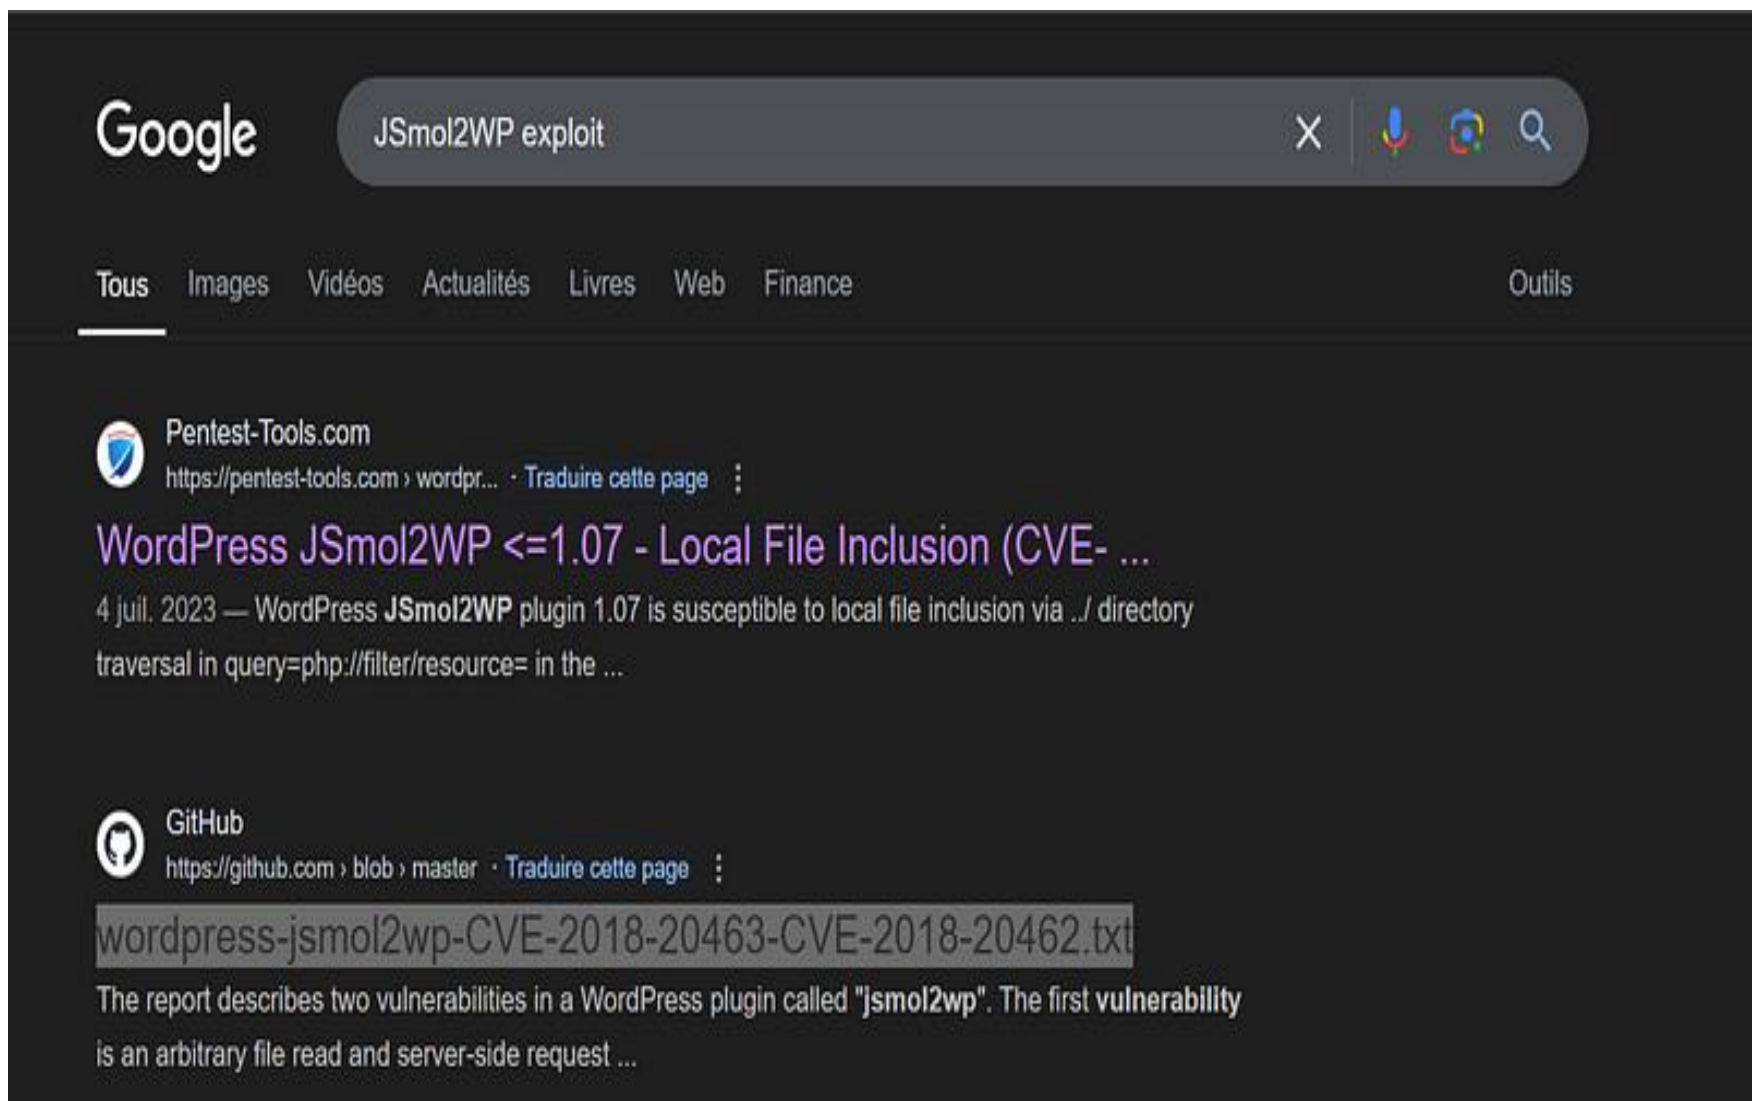 Google
JSmol2WP exploit
Tous Images Vidéos Actualités Livres Web Finance Outils
Pentest-Tools.com
https://pentest-tools.com › wordpr... · Traduire cette page
WordPress JSmol2WP <=1.07 - Local File Inclusion (CVE- ...
4 juil. 2023 — WordPress JSmol2WP plugin 1.07 is susceptible to local file inclusion via ../ directory
traversal in query=php://filter/resource= in the ...
GitHub
https://github.com › blob › master · Traduire cette page
wordpress-jsmol2wp-CVE-2018-20463-CVE-2018-20462.txt
The report describes two vulnerabilities in a WordPress plugin called "jsmol2wp". The first vulnerability
is an arbitrary file read and server-side request ...